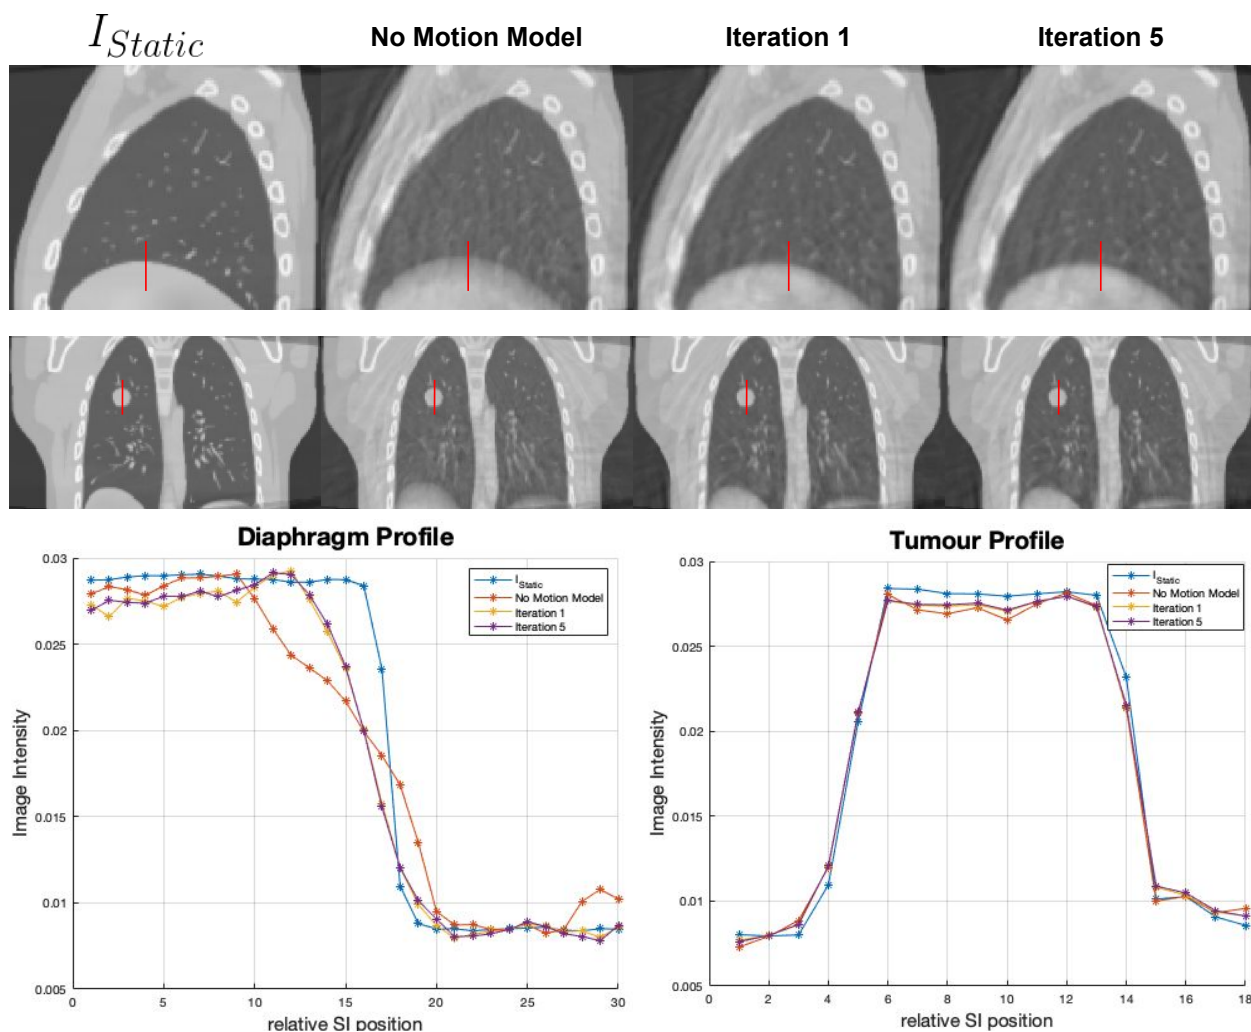 I_Static No Motion Model Iteration 1 Iteration 5
Diaphragm Profile
0.03
0.025
0.02
0.015
0.01
0.005
Image Intensity
I_Static
No Motion Model
Iteration 1
Iteration 5
0 5 10 15 20 25 30
relative SI position
Tumour Profile
0.03
0.025
0.02
0.015
0.01
0.005
Image Intensity
I_Static
No Motion Model
Iteration 1
Iteration 5
0 2 4 6 8 10 12 14 16 18
relative SI position